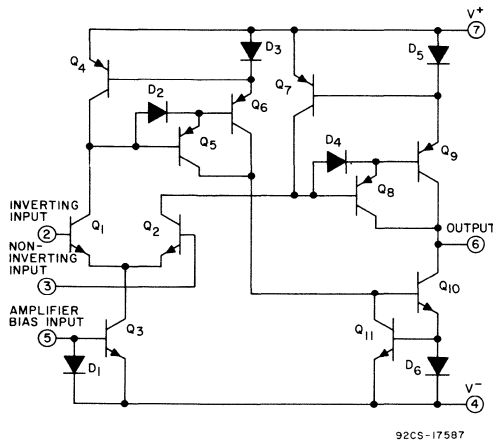 V+
7
D3
D5
Q4
Q7
D2
Q6
D4
Q9
Q5
Q8
INVERTING
INPUT
2
Q1
Q2
OUTPUT
6
NON-
INVERTING
INPUT
3
Q10
AMPLIFIER
BIAS INPUT
5
Q3
Q11
D1
D6
V-
4
92CS-17587